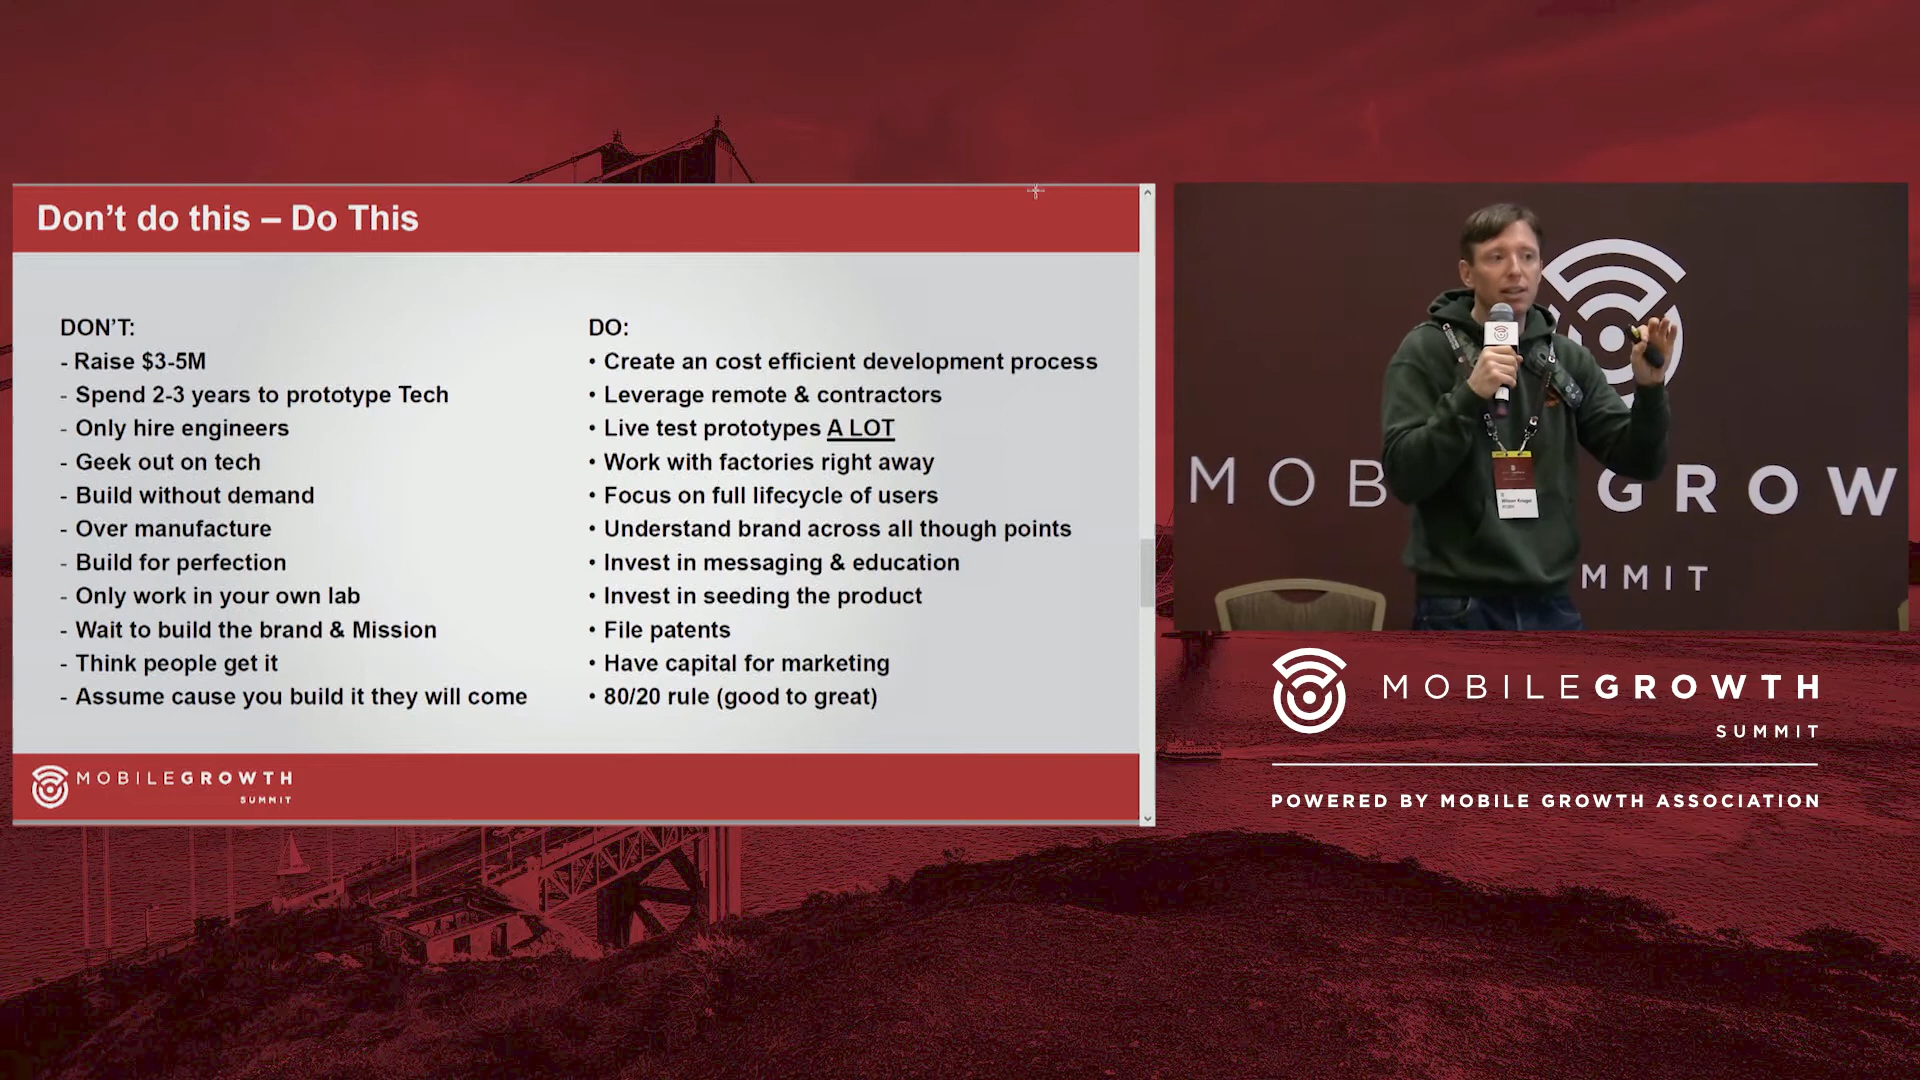 Don't do this – Do This
DON'T:
- Raise $3-5M
- Spend 2-3 years to prototype Tech
- Only hire engineers
- Geek out on tech
- Build without demand
- Over manufacture
- Build for perfection
- Only work in your own lab
- Wait to build the brand & Mission
- Think people get it
- Assume cause you build it they will come
DO:
• Create an cost efficient development process
• Leverage remote & contractors
• Live test prototypes A LOT
• Work with factories right away
• Focus on full lifecycle of users
• Understand brand across all though points
• Invest in messaging & education
• Invest in seeding the product
• File patents
• Have capital for marketing
• 80/20 rule (good to great)
MOBILEGROWTH
SUMMIT
MOB GROW
MMIT
MOBILEGROWTH
SUMMIT
POWERED BY MOBILE GROWTH ASSOCIATION